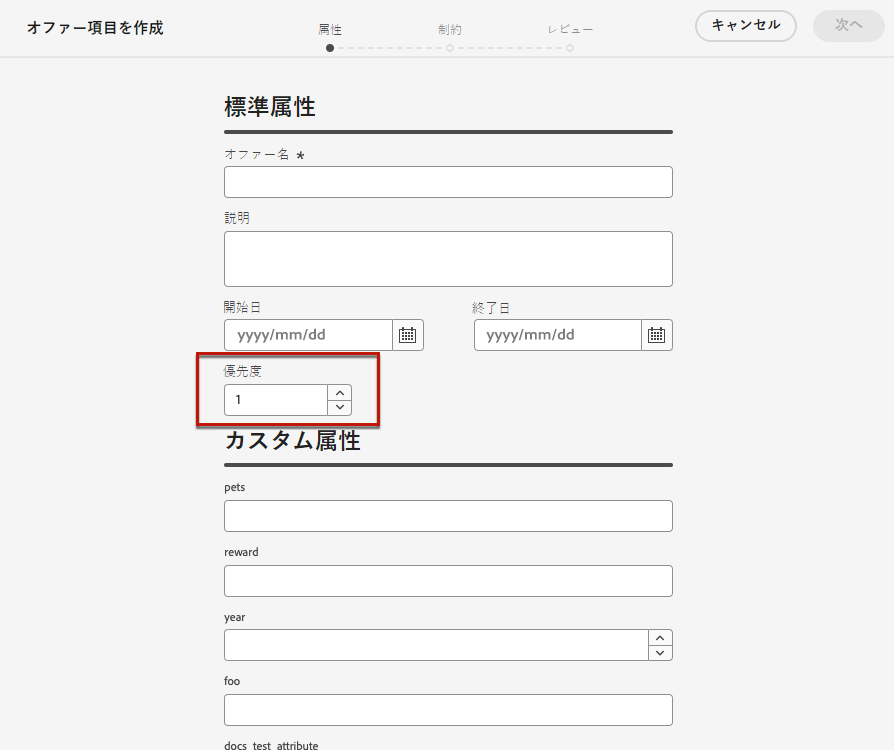 オファー項目を作成
属性 制約 レビュー
キャンセル 次へ
標準属性
オファー名 *
説明
開始日 終了日
yyyy/mm/dd yyyy/mm/dd
優先度
1
カスタム属性
pets
reward
year
foo
docs_test_attribute